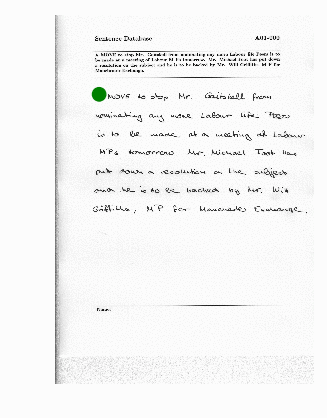 Sentence Database A01-000
A MOVE to stop Mr. Gaitskell from nominating any more Labour life Peers is to
be made at a meeting of Labour M Ps tomorrow. Mr. Michael Foot has put down
a resolution on the subject and he is to be backed by Mr. Will Griffiths, M P for
Manchester Exchange.
MOVE to stop Mr. Gaitskell from
nominating any more Labour life Peers
is to be made at a meeting of Labour
MPs tomorrow. Mr. Michael Foot has
put down a resolution on the subject
and he is to be backed by Mr. Will
Griffiths, MP for Manchester Exchange.
Name: